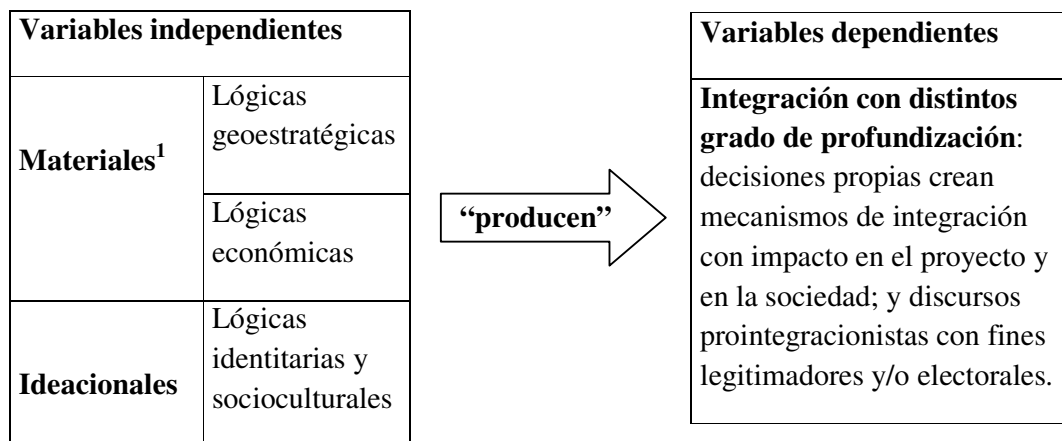 Variables independientes
Materiales¹
Lógicas
geoestratégicas
Lógicas
económicas
Ideacionales
Lógicas
identitarias y
socioculturales
“producen”
Variables dependientes
Integración con distintos
grado de profundización:
decisiones propias crean
mecanismos de integración
con impacto en el proyecto y
en la sociedad; y discursos
prointegracionistas con fines
legitimadores y/o electorales.